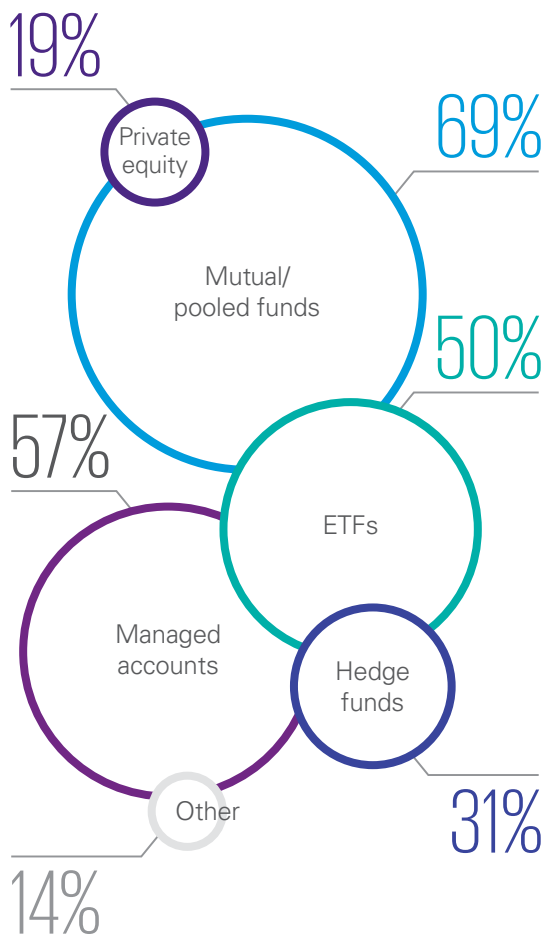 19%
Private
equity
69%
Mutual/
pooled funds
50%
57%
ETFs
Managed
accounts
Hedge
funds
Other
31%
14%